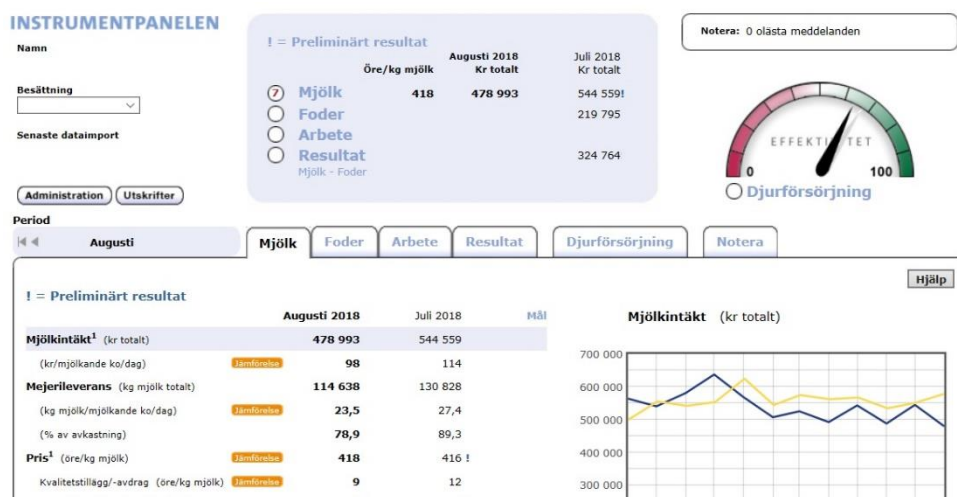 INSTRUMENTPANELEN
Namn
Besättning
Senaste dataimport
Administration Utskrifter
! = Preliminärt resultat
Augusti 2018 Juli 2018
Öre/kg mjölk Kr totalt Kr totalt
7 Mjölk 418 478 993 544 559!
Foder 219 795
Arbete
Resultat 324 764
Mjölk - Foder
Notera: 0 olästa meddelanden
EFFEKTIVITET
0 100
Djurförsörjning
Period
Augusti
Mjölk Foder Arbete Resultat Djurförsörjning Notera
Hjälp
! = Preliminärt resultat
Augusti 2018 Juli 2018 Mål
Mjölkintäkt¹ (kr totalt) 478 993 544 559
(kr/mjölkande ko/dag) Jämförelse 98 114
Mejerileverans (kg mjölk totalt) 114 638 130 828
(kg mjölk/mjölkande ko/dag) Jämförelse 23,5 27,4
(% av avkastning) 78,9 89,3
Pris¹ (öre/kg mjölk) Jämförelse 418 416 !
Kvalitetstillägg/-avdrag (öre/kg mjölk) Jämförelse 9 12
Mjölkintäkt (kr totalt)
700 000
600 000
500 000
400 000
300 000